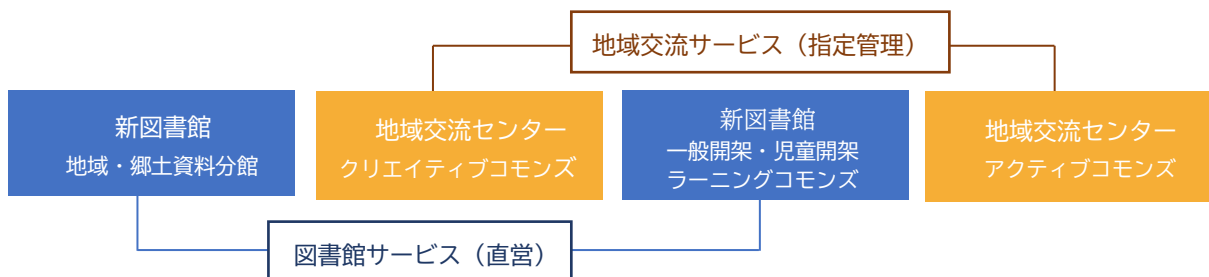 地域交流サービス（指定管理）
新図書館
地域・郷土資料分館
地域交流センター
クリエイティブコモンズ
新図書館
一般開架・児童開架
ラーニングコモンズ
地域交流センター
アクティブコモンズ
図書館サービス（直営）